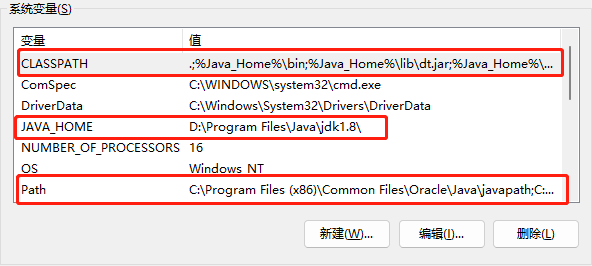 系统变量(S)
变量 值
CLASSPATH .;%Java_Home%\bin;%Java_Home%\lib\dt.jar;%Java_Home%\...
ComSpec C:\WINDOWS\system32\cmd.exe
DriverData C:\Windows\System32\Drivers\DriverData
JAVA_HOME D:\Program Files\Java\jdk1.8\
NUMBER_OF_PROCESSORS 16
OS Windows_NT
Path C:\Program Files (x86)\Common Files\Oracle\Java\javapath;C:...
新建(W)... 编辑(I)... 删除(L)